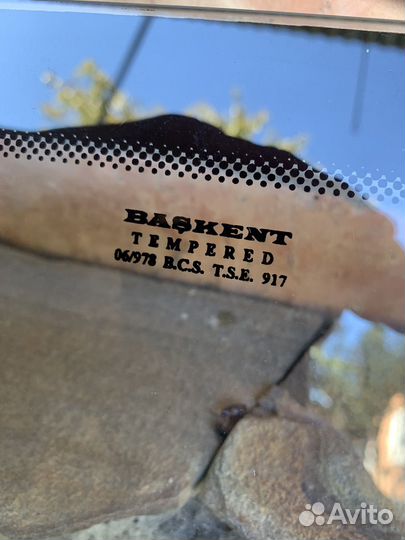 BAŞKENT
TEMPERED
06/978 B.C.S. T.S.E. 917
Avito